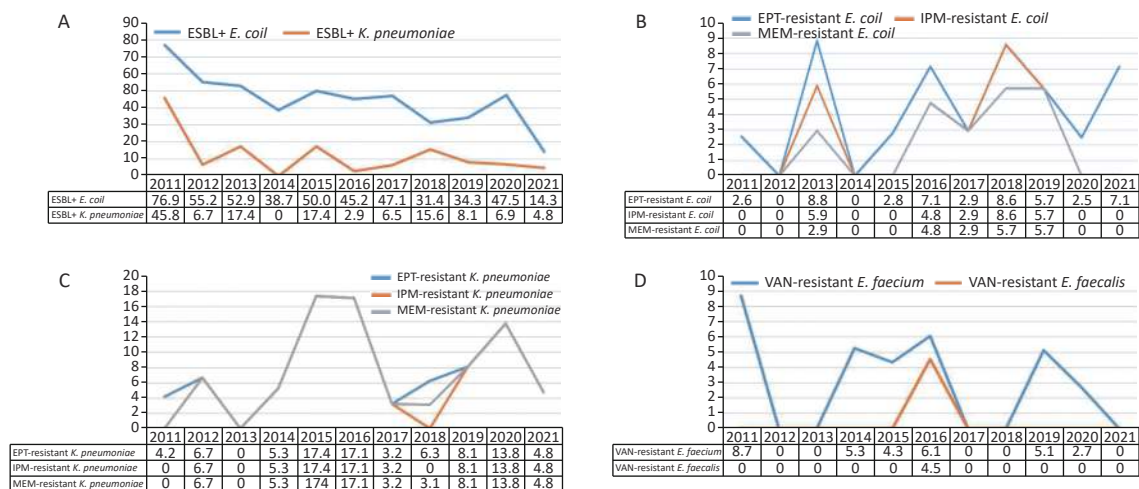 A
ESBL+ E. coil ESBL+ K. pneumoniae
90
80
60
40
20
10
0
2011 2012 2013 2014 2015 2016 2017 2018 2019 2020 2021
ESBL+ E. coil 76.9 55.2 52.9 38.7 50.0 45.2 47.1 31.4 34.3 47.5 14.3
ESBL+ K. pneumoniae 45.8 6.7 17.4 0 17.4 2.9 6.5 15.6 8.1 6.9 4.8
B
EPT-resistant E. coil IPM-resistant E. coil
MEM-resistant E. coil
10
9
8
7
6
5
4
3
2
1
0
2011 2012 2013 2014 2015 2016 2017 2018 2019 2020 2021
EPT-resistant E. coil 2.6 0 8.8 0 2.8 7.1 2.9 8.6 5.7 2.5 7.1
IPM-resistant E. coil 0 0 5.9 0 0 4.8 2.9 8.6 5.7 0 0
MEM-resistant E. coil 0 0 2.9 0 0 4.8 2.9 5.7 5.7 0 0
C
EPT-resistant K. pneumoniae
IPM-resistant K. pneumoniae
MEM-resistant K. pneumoniae
20
18
16
14
12
10
8
6
4
2
0
2011 2012 2013 2014 2015 2016 2017 2018 2019 2020 2021
EPT-resistant K. pneumoniae 4.2 6.7 0 5.3 17.4 17.1 3.2 6.3 8.1 13.8 4.8
IPM-resistant K. pneumoniae 0 6.7 0 5.3 17.4 17.1 3.2 0 8.1 13.8 4.8
MEM-resistant K. pneumoniae 0 6.7 0 5.3 174 17.1 3.2 3.1 8.1 13.8 4.8
D
VAN-resistant E. faecium VAN-resistant E. faecalis
10
9
8
7
6
5
4
3
2
1
0
2011 2012 2013 2014 2015 2016 2017 2018 2019 2020 2021
VAN-resistant E. faecium 8.7 0 0 5.3 4.3 6.1 0 0 5.1 2.7 0
VAN-resistant E. faecalis 0 0 0 0 0 4.5 0 0 0 0 0